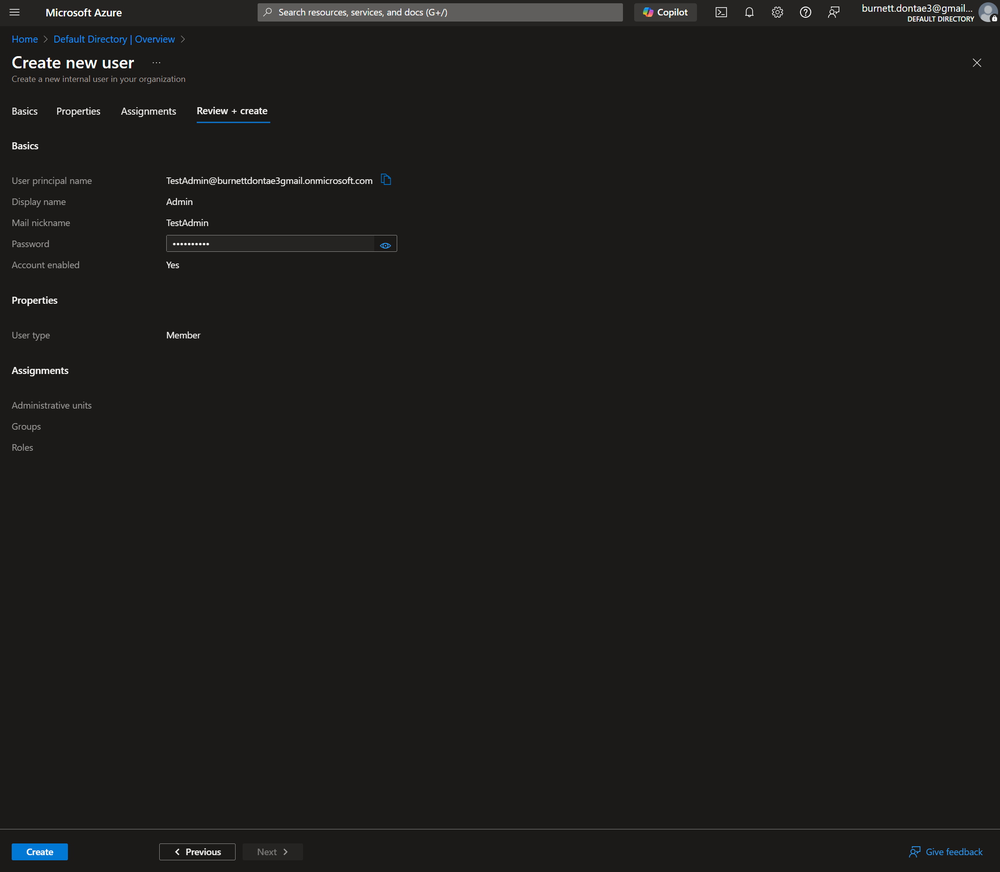 Microsoft Azure
Search resources, services, and docs (G+/)
Copilot
burnett.dontae3@gmail...
DEFAULT DIRECTORY
Home > Default Directory | Overview >
Create new user ...
Create a new internal user in your organization
Basics Properties Assignments Review + create
Basics
User principal name TestAdmin@burnettdontae3gmail.onmicrosoft.com
Display name Admin
Mail nickname TestAdmin
Password ••••••••••
Account enabled Yes
Properties
User type Member
Assignments
Administrative units
Groups
Roles
Create < Previous Next > Give feedback